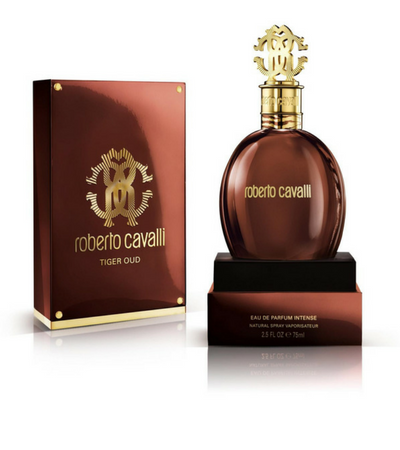 roberto cavalli
TIGER OUD
roberto cavalli
EAU DE PARFUM INTENSE
NATURAL SPRAY VAPORISATEUR
2.5 FL OZ e 75ml